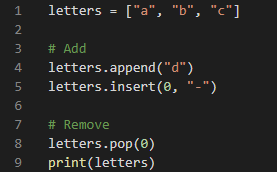 1 letters = ["a", "b", "c"]
2
3 # Add
4 letters.append("d")
5 letters.insert(0, "-")
6
7 # Remove
8 letters.pop(0)
9 print(letters)